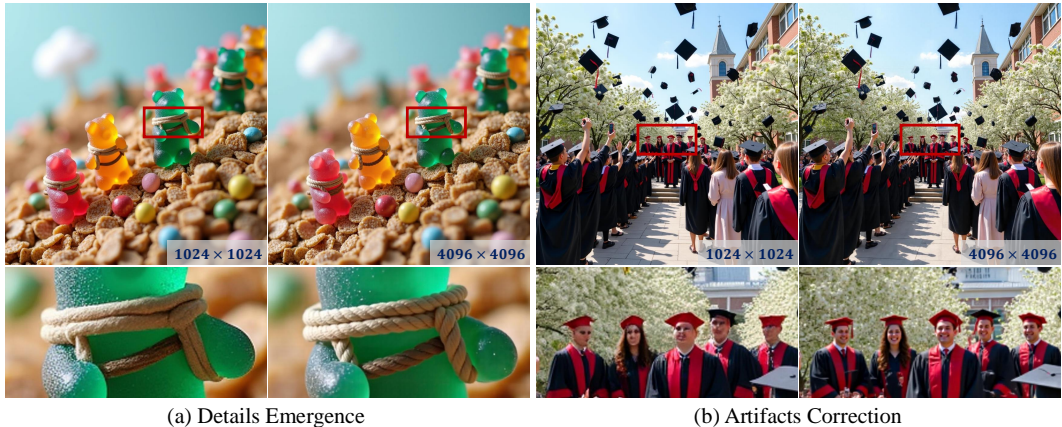 1024 × 1024
4096 × 4096
1024 × 1024
4096 × 4096
(a) Details Emergence
(b) Artifacts Correction